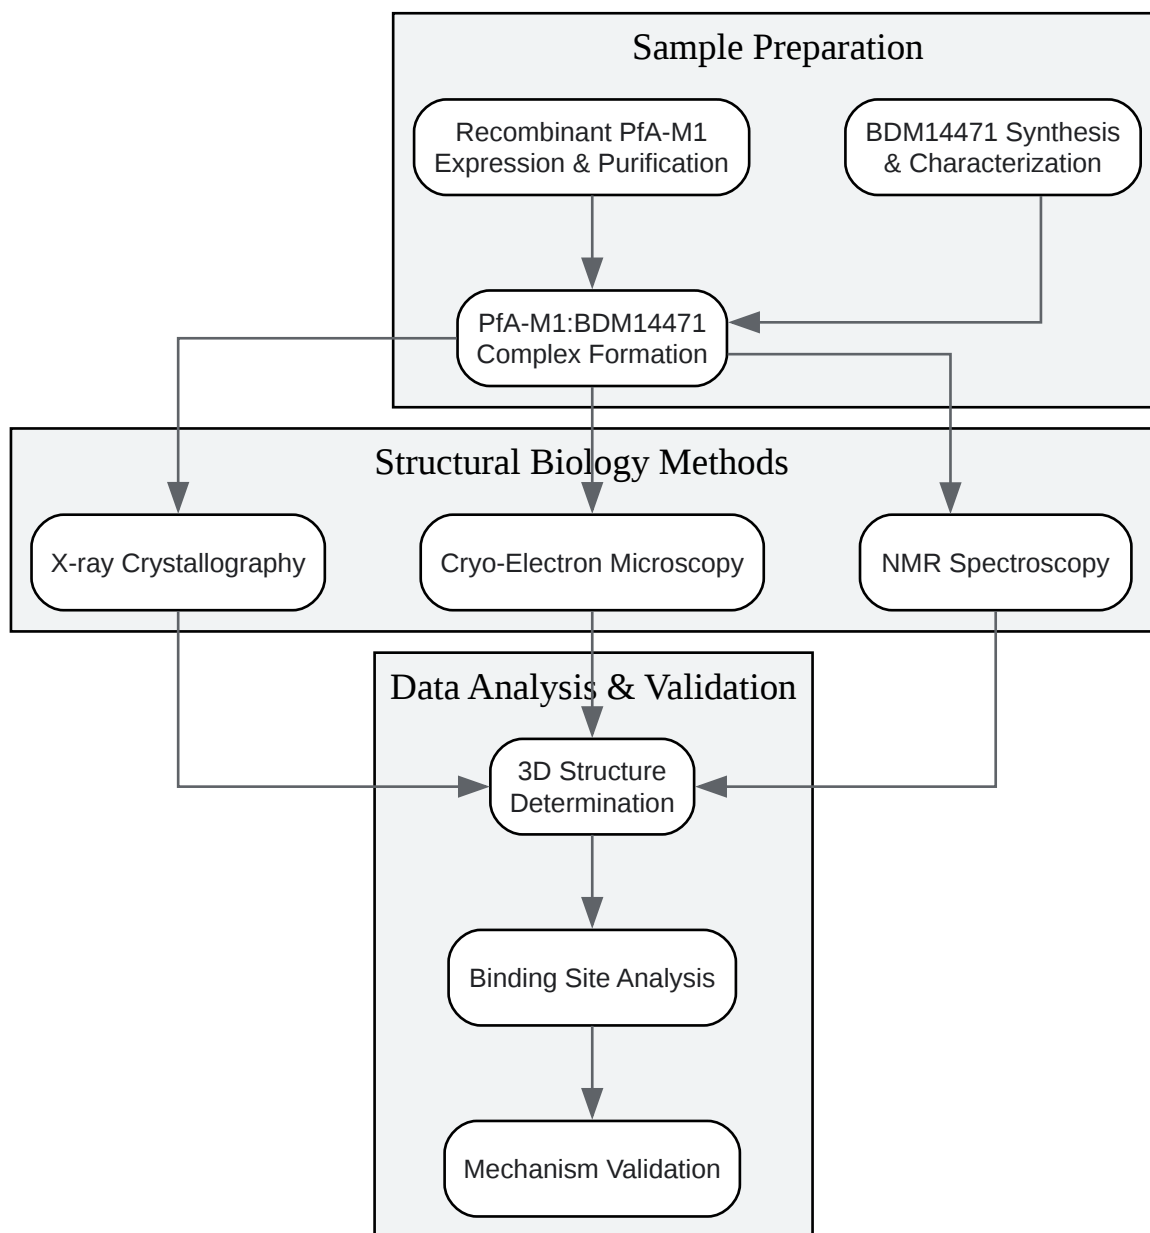 Sample Preparation
Recombinant PfA-M1
Expression & Purification
BDM14471 Synthesis
& Characterization
PfA-M1:BDM14471
Complex Formation
Structural Biology Methods
X-ray Crystallography
Cryo-Electron Microscopy
NMR Spectroscopy
Data Analysis & Validation
3D Structure
Determination
Binding Site Analysis
Mechanism Validation